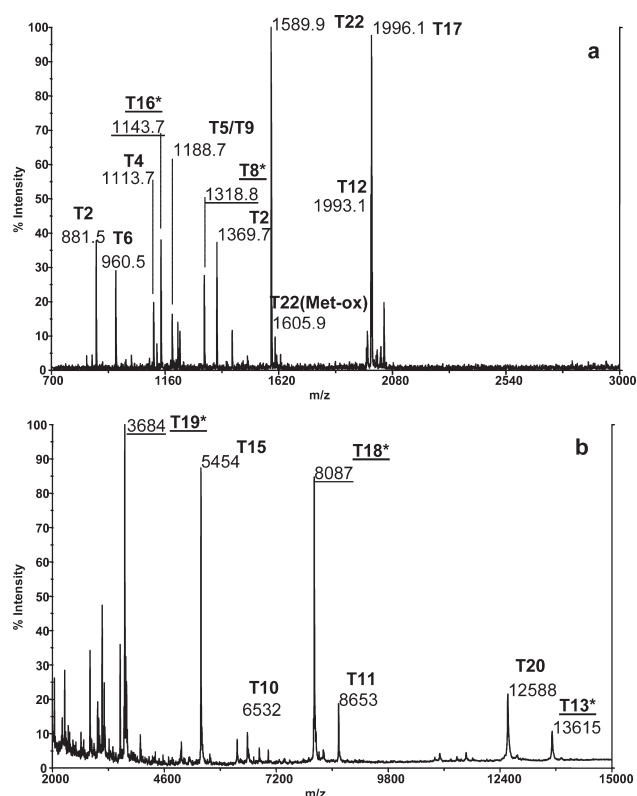 a
1589.9 T22
1996.1 T17
T16*
1143.7
T5/T9
1188.7
T4
1113.7
T8*
1318.8
T12
1993.1
T2
881.5
T6
960.5
T2
1369.7
T22(Met-ox)
1605.9
% Intensity
100
90
80
70
60
50
40
30
20
10
0
700 1160 1620 2080 2540 3000
m/z
b
3684 T19*
T15
5454
T18*
8087
T10
6532
T11
8653
T20
12588
T13*
13615
% Intensity
100
90
80
70
60
50
40
30
20
10
0
2000 4600 7200 9800 12400 15000
m/z